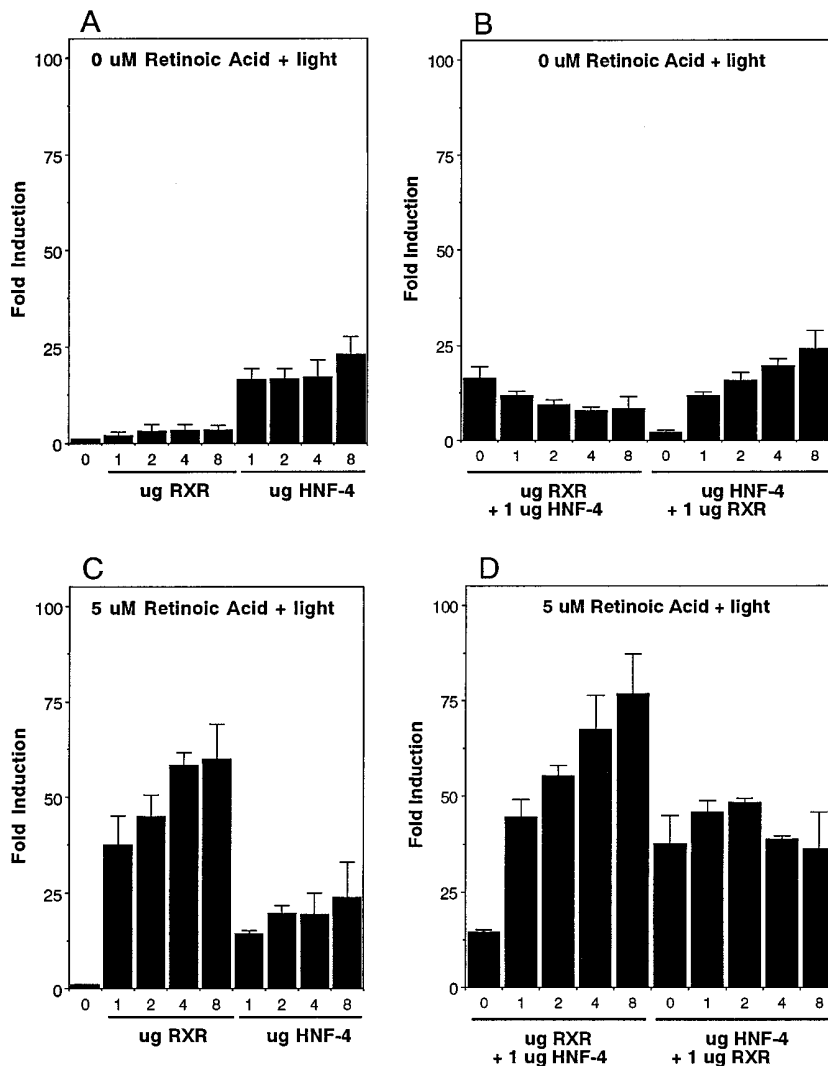 A
0 uM Retinoic Acid + light
100
75
50
25
0
Fold Induction
0 1 2 4 8 1 2 4 8
ug RXR ug HNF-4
B
0 uM Retinoic Acid + light
100
75
50
25
0
Fold Induction
0 1 2 4 8 0 1 2 4 8
ug RXR ug HNF-4
+ 1 ug HNF-4 + 1 ug RXR
C
5 uM Retinoic Acid + light
100
75
50
25
0
Fold Induction
0 1 2 4 8 1 2 4 8
ug RXR ug HNF-4
D
5 uM Retinoic Acid + light
100
75
50
25
0
Fold Induction
0 1 2 4 8 0 1 2 4 8
ug RXR ug HNF-4
+ 1 ug HNF-4 + 1 ug RXR